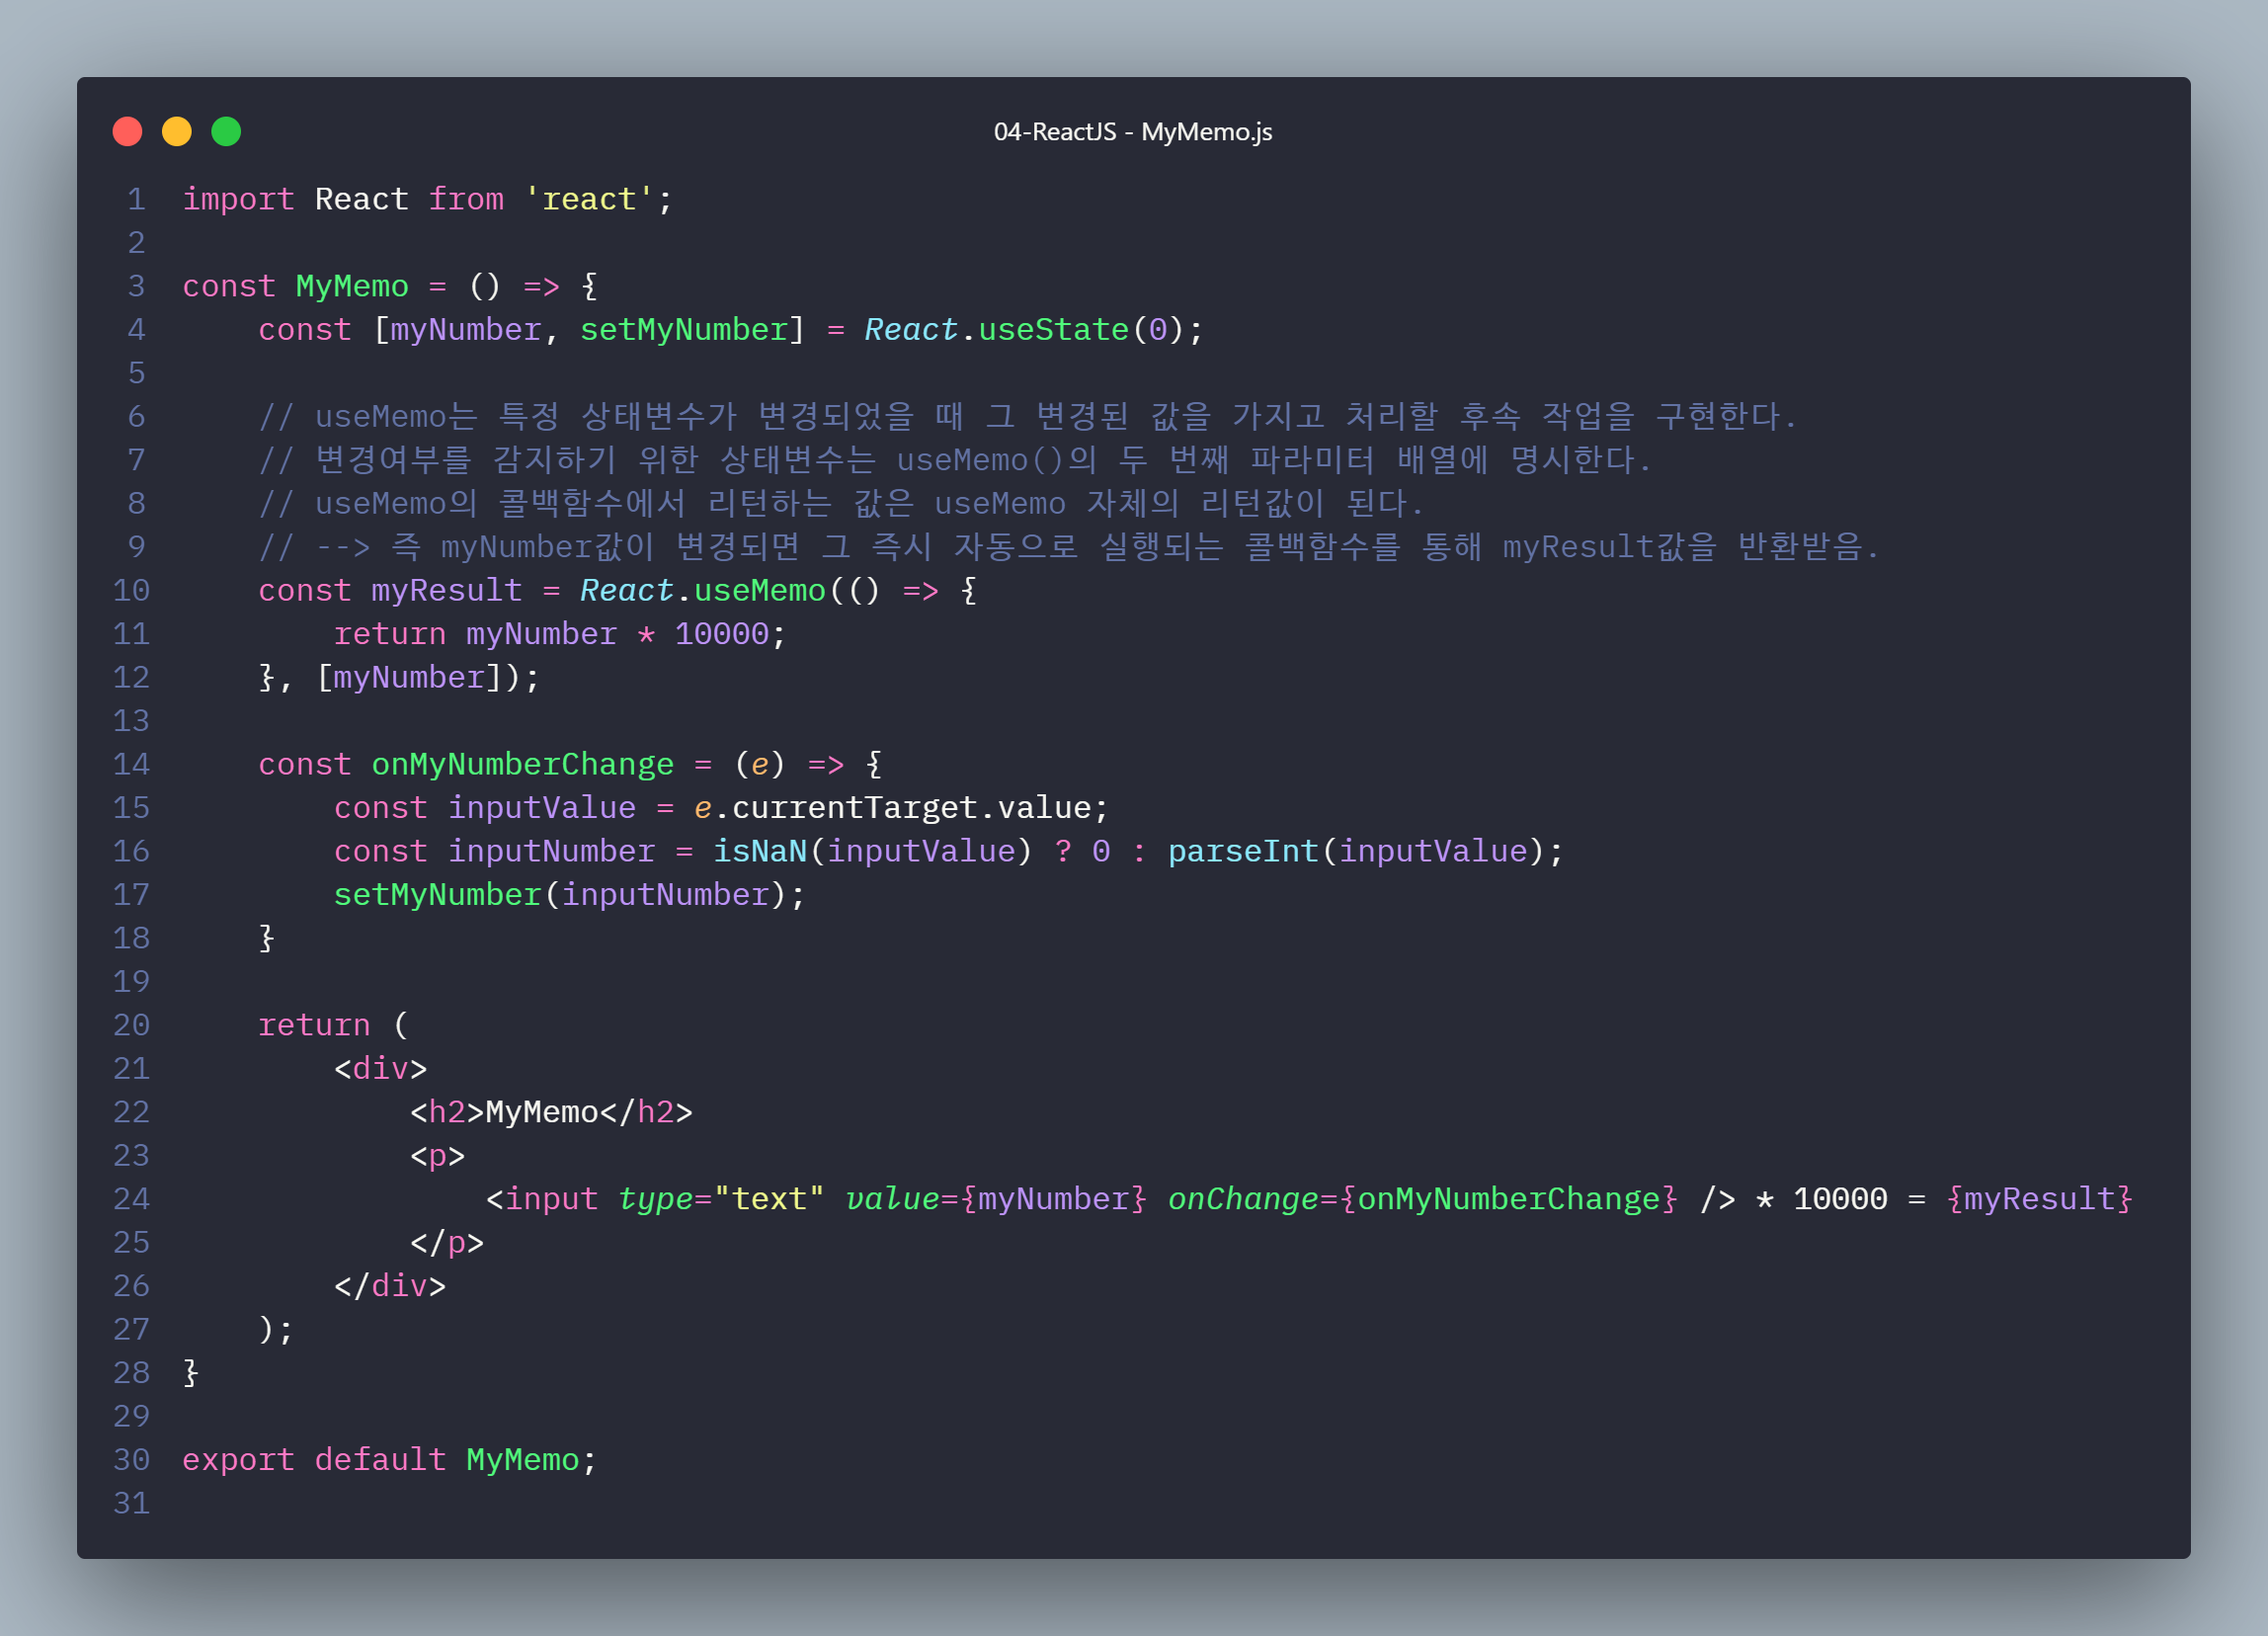 04-ReactJS - MyMemo.js
1 import React from 'react';
2
3 const MyMemo = () => {
4     const [myNumber, setMyNumber] = React.useState(0);
5
6     // useMemo는 특정 상태변수가 변경되었을 때 그 변경된 값을 가지고 처리할 후속 작업을 구현한다.
7     // 변경여부를 감지하기 위한 상태변수는 useMemo()의 두 번째 파라미터 배열에 명시한다.
8     // useMemo의 콜백함수에서 리턴하는 값은 useMemo 자체의 리턴값이 된다.
9     // --> 즉 myNumber값이 변경되면 그 즉시 자동으로 실행되는 콜백함수를 통해 myResult값을 반환받음.
10     const myResult = React.useMemo(() => {
11         return myNumber * 10000;
12     }, [myNumber]);
13
14     const onMyNumberChange = (e) => {
15         const inputValue = e.currentTarget.value;
16         const inputNumber = isNaN(inputValue) ? 0 : parseInt(inputValue);
17         setMyNumber(inputNumber);
18     }
19
20     return (
21         <div>
22             <h2>MyMemo</h2>
23             <p>
24                 <input type="text" value={myNumber} onChange={onMyNumberChange} /> * 10000 = {myResult}
25             </p>
26         </div>
27     );
28 }
29
30 export default MyMemo;
31